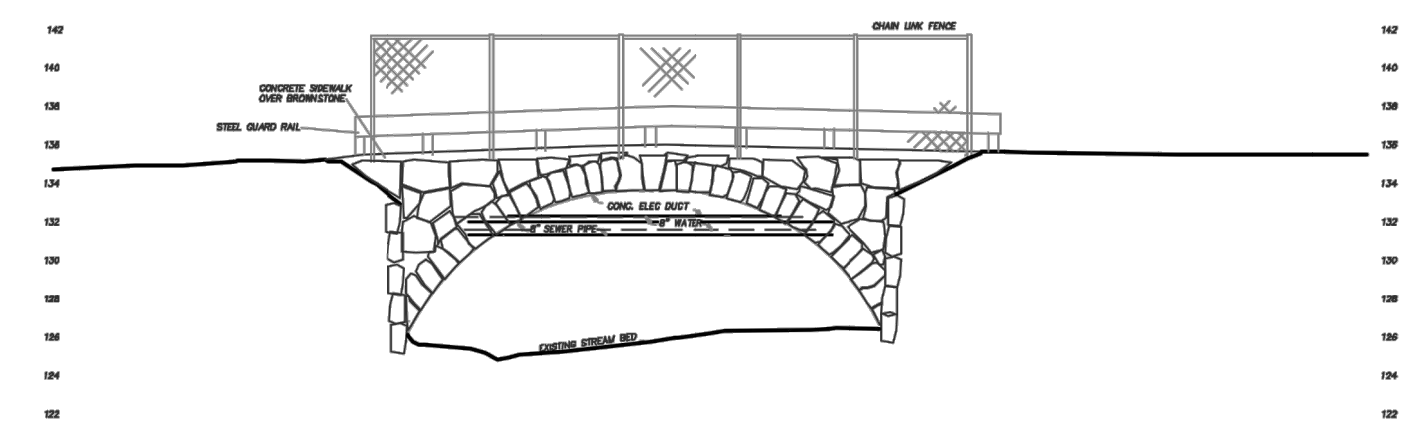 CHAIN LINK FENCE
142 142
140 140
CONCRETE SIDEWALK
OVER BROWNSTONE
138 138
STEEL GUARD RAIL
136 136
134 134
CONC. ELEC DUCT
132 132
8" WATER
8" SEWER PIPE
130 130
128 128
126 126
EXISTING STREAM BED
124 124
122 122